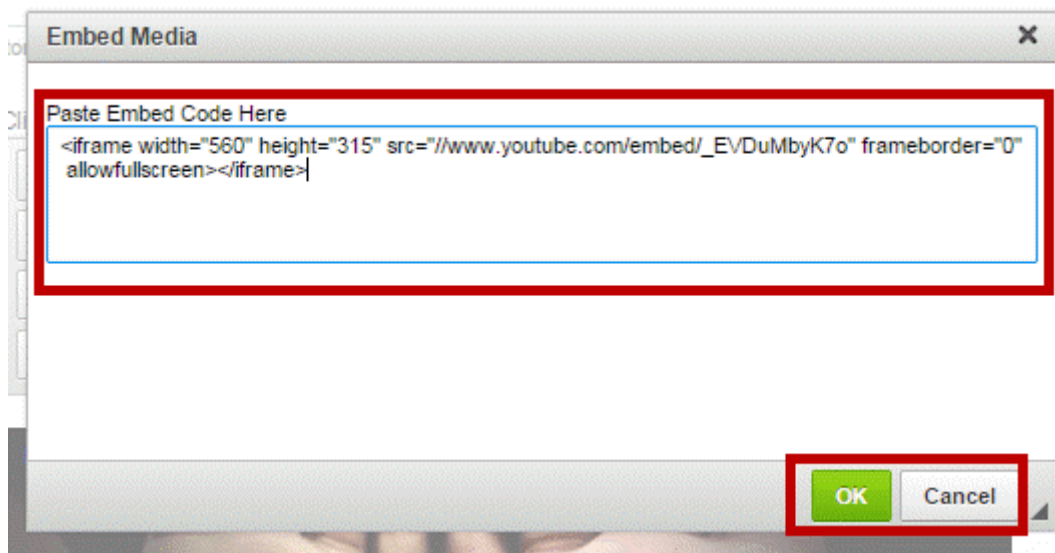 Embed Media
Paste Embed Code Here
<iframe width="560" height="315" src="//www.youtube.com/embed/_EVDuMbyK7o" frameborder="0"
allowfullscreen></iframe>
OK Cancel